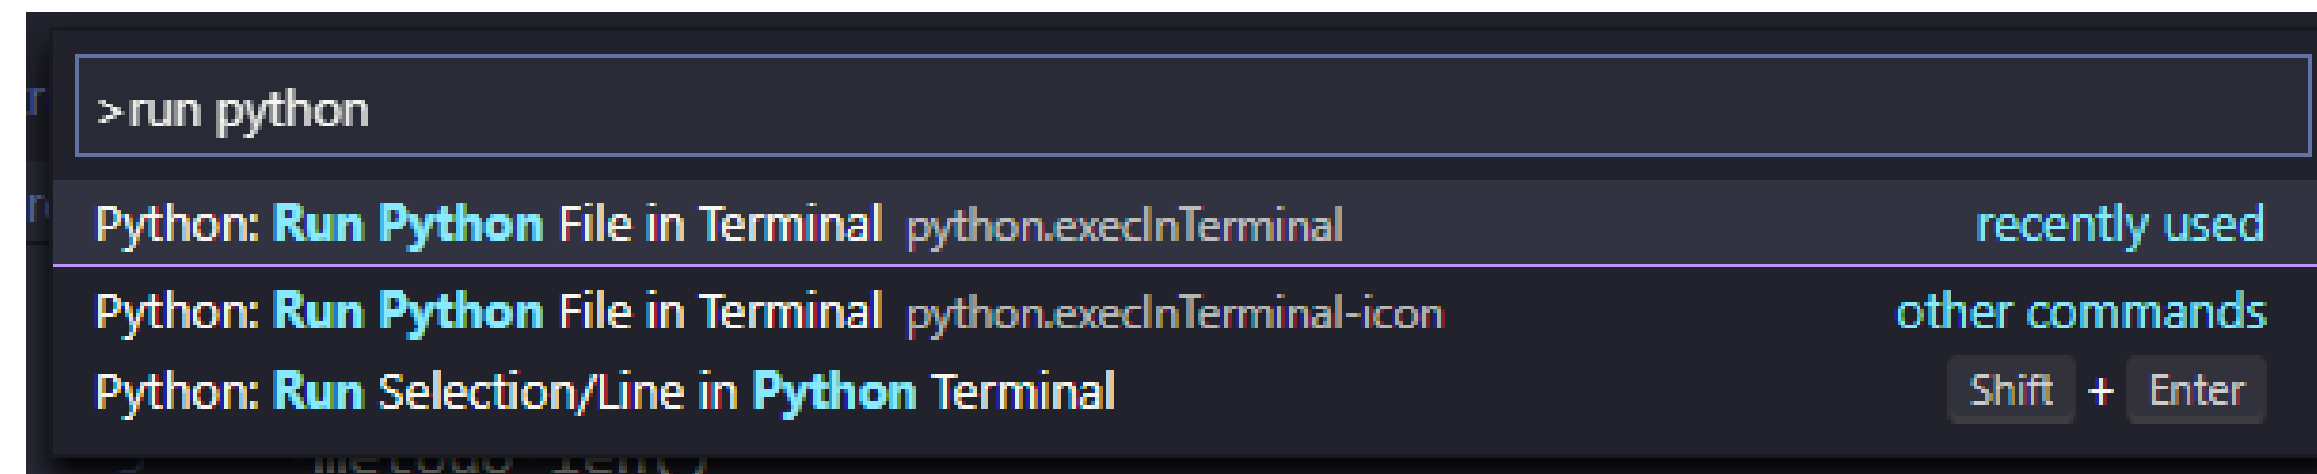 >run python
Python: Run Python File in Terminal python.execInTerminal recently used
Python: Run Python File in Terminal python.execInTerminal-icon other commands
Python: Run Selection/Line in Python Terminal Shift + Enter